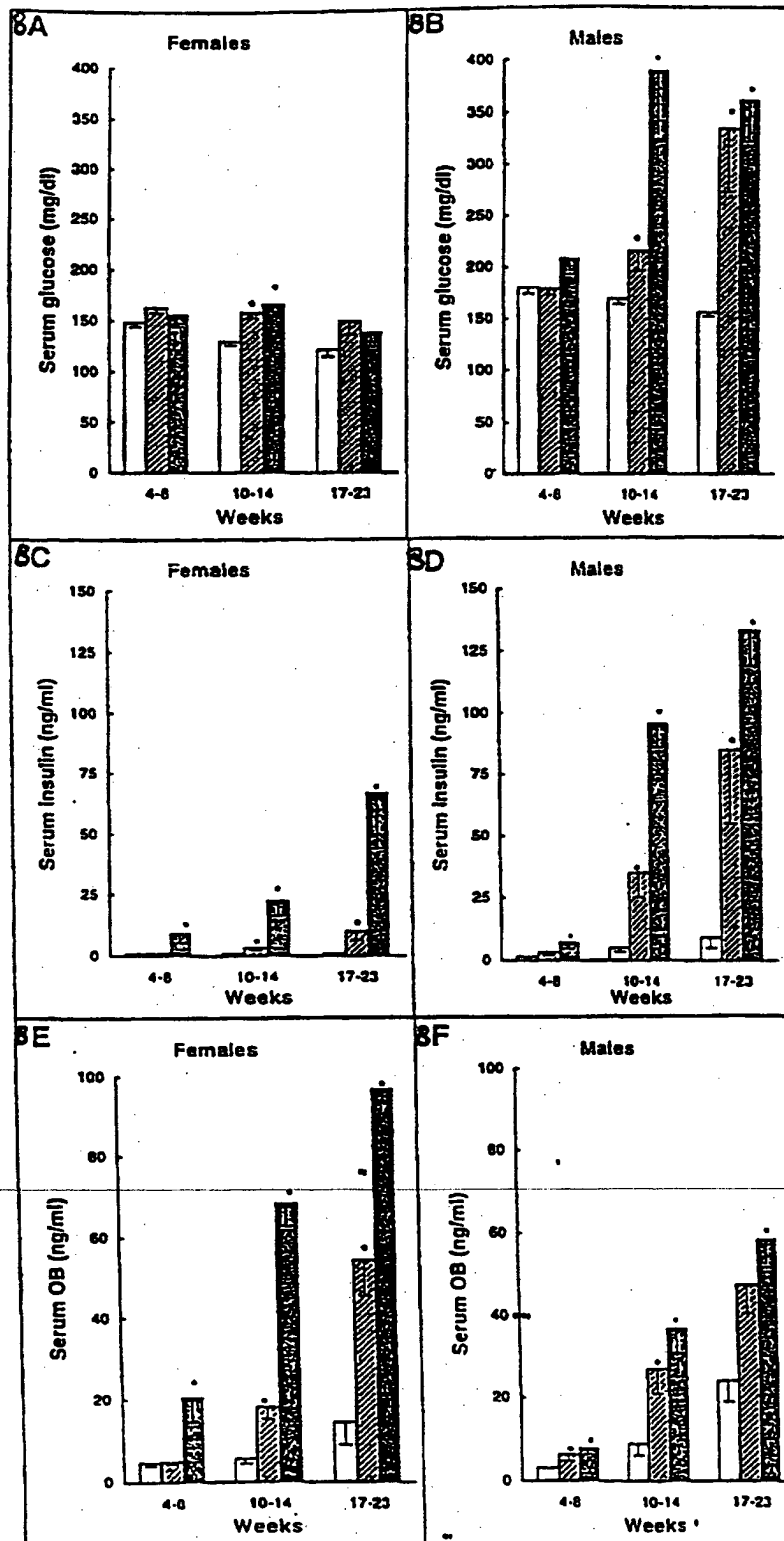 8A
Females
Serum glucose (mg/dl)
400
350
300
250
200
150
100
50
0
4-8
10-14
17-23
Weeks
8B
Males
Serum glucose (mg/dl)
400
350
300
250
200
150
100
50
0
4-8
10-14
17-23
Weeks
8C
Females
Serum Insulin (ng/ml)
150
125
100
75
50
25
0
4-8
10-14
17-23
Weeks
8D
Males
Serum Insulin (ng/ml)
150
125
100
75
50
25
0
4-8
10-14
17-23
Weeks
8E
Females
Serum OB (ng/ml)
100
80
60
40
20
0
4-8
10-14
17-23
Weeks
8F
Males
Serum OB (ng/ml)
100
80
60
40
20
0
4-8
10-14
17-23
Weeks